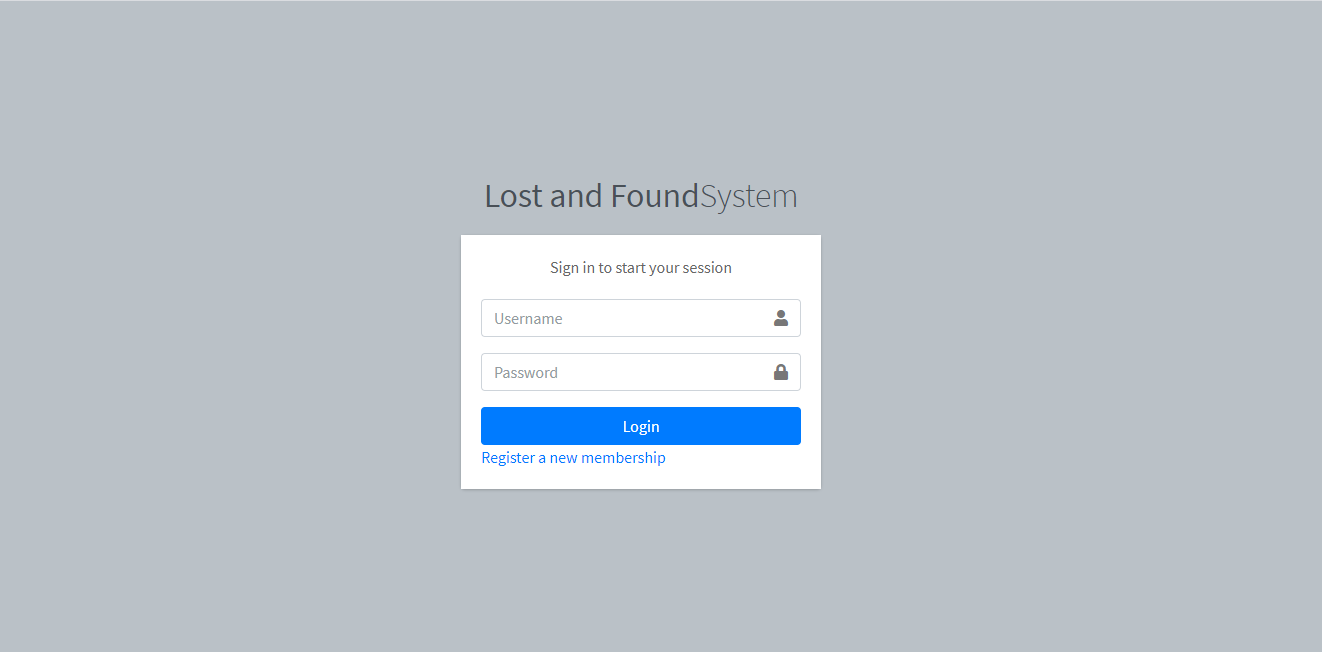 Lost and FoundSystem
Sign in to start your session
Username
Password
Login
Register a new membership